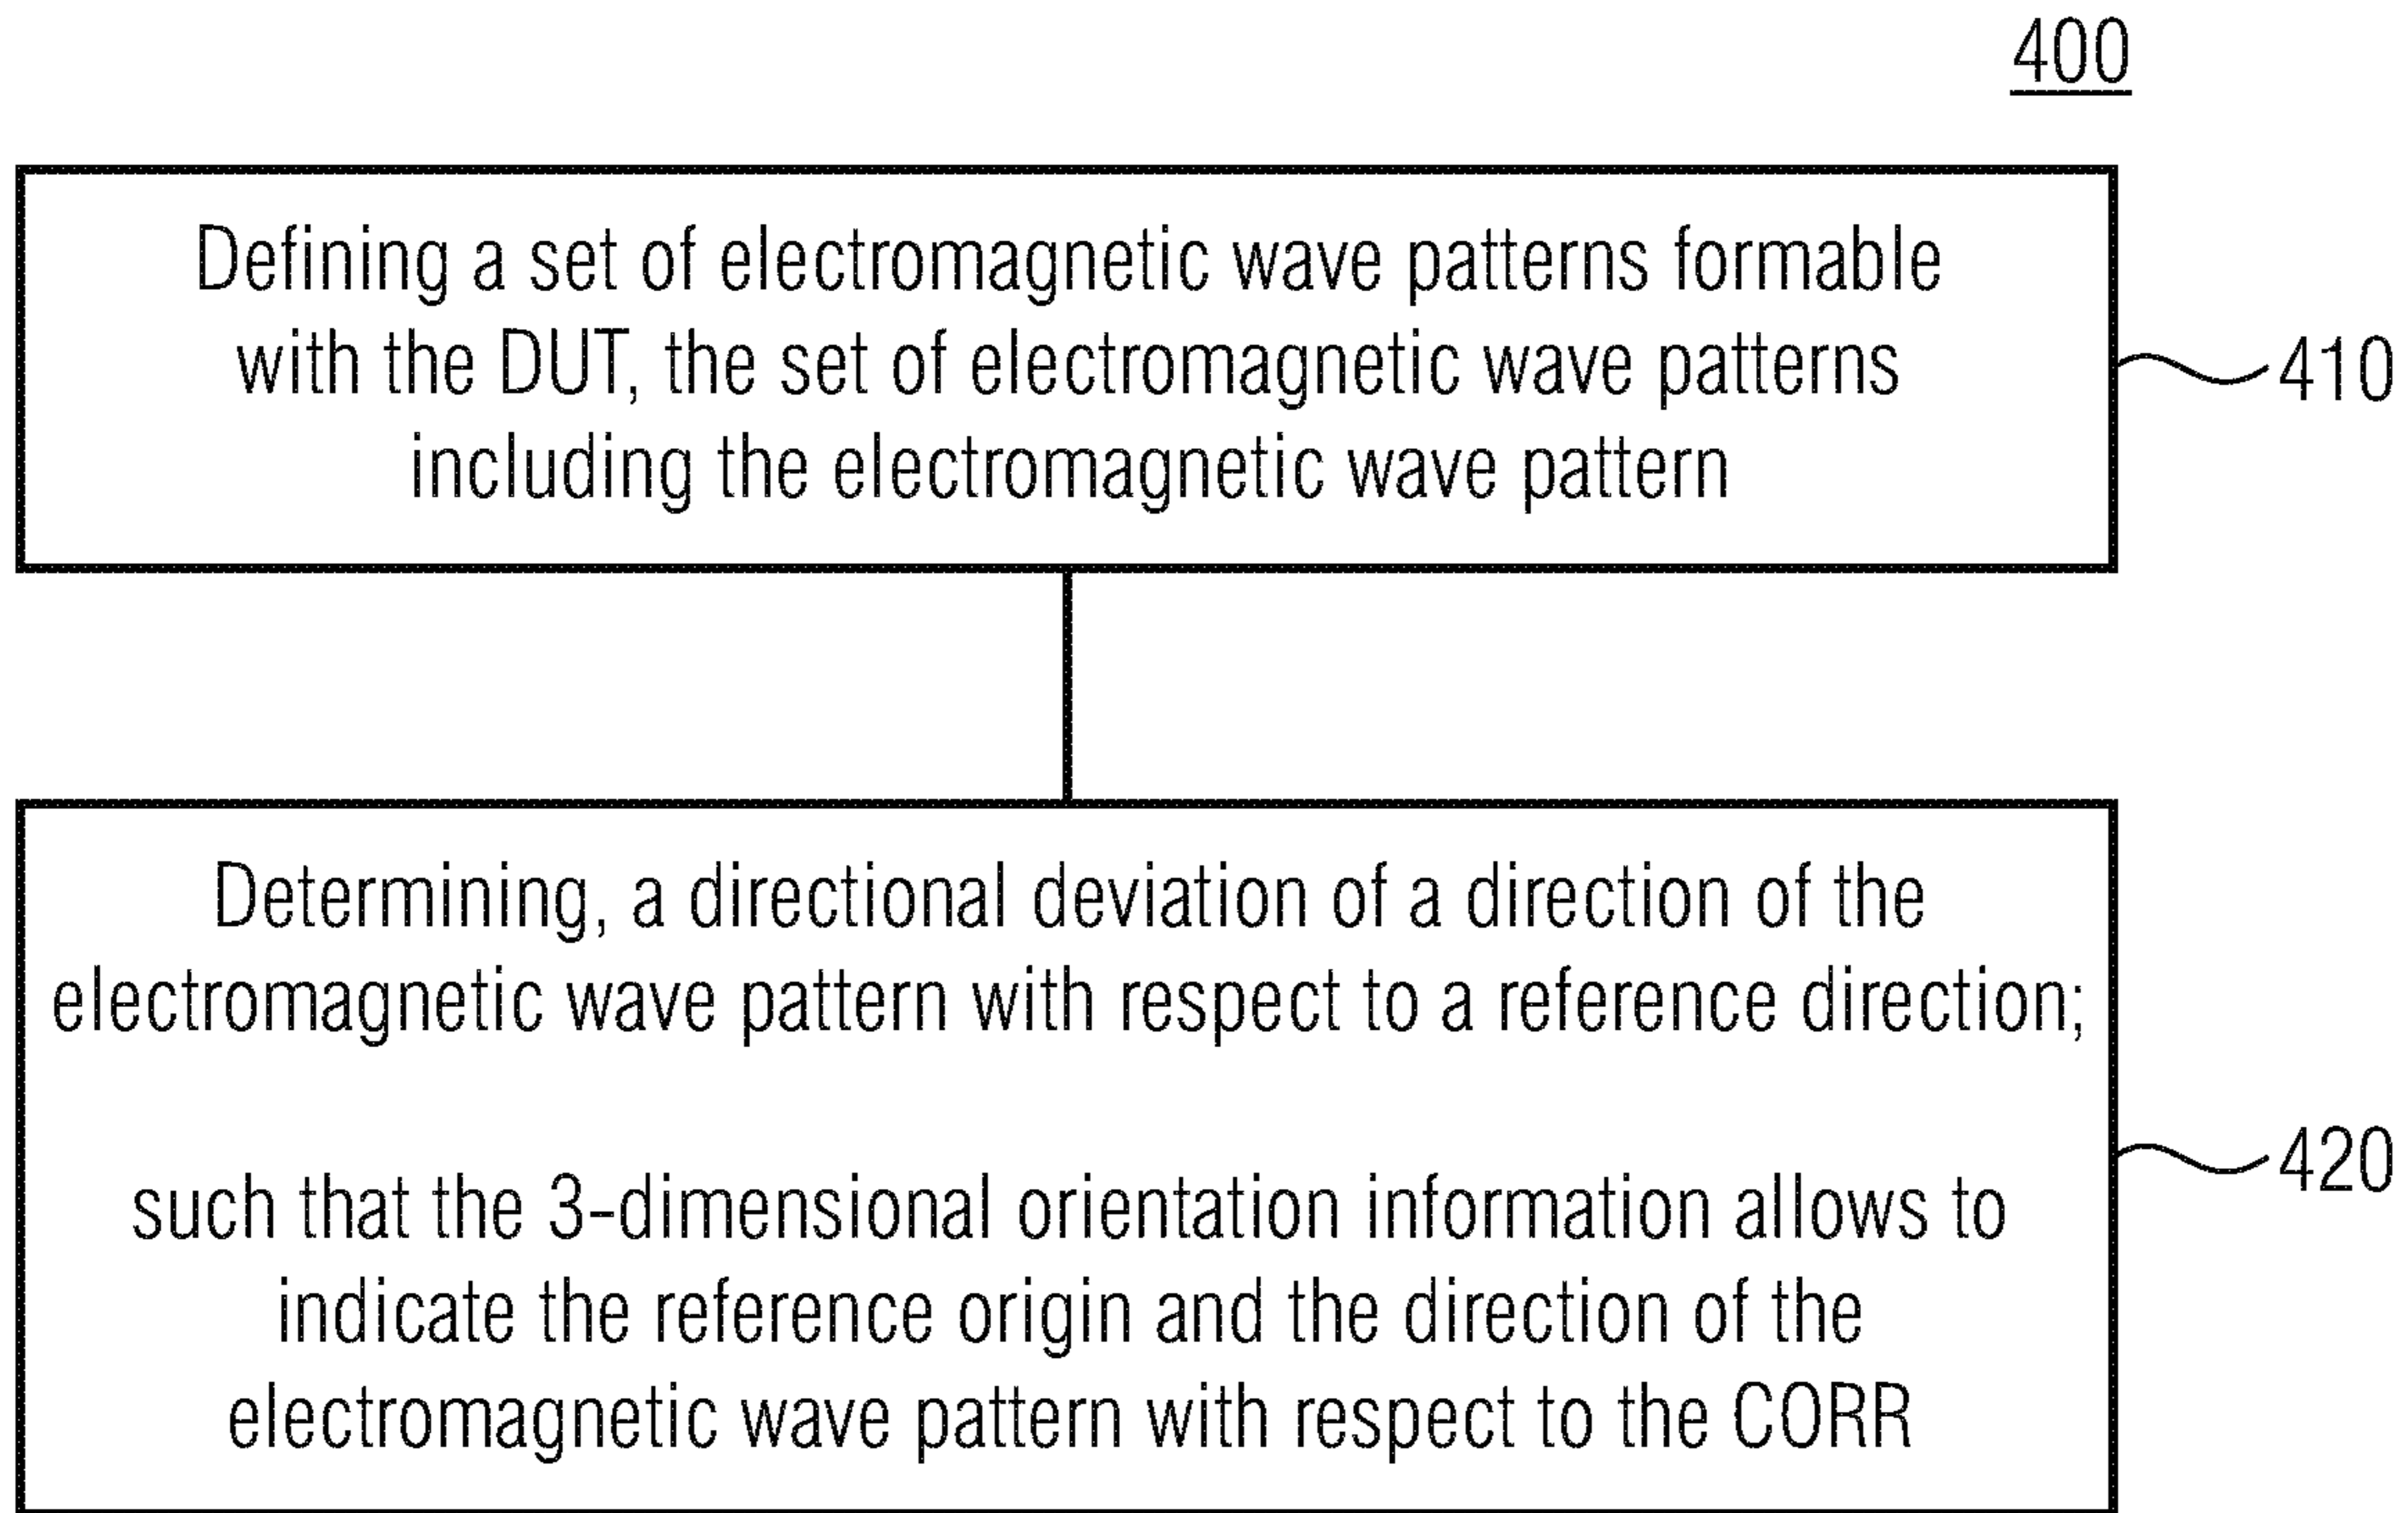 400
Defining a set of electromagnetic wave patterns formable
with the DUT, the set of electromagnetic wave patterns
including the electromagnetic wave pattern
410
Determining, a directional deviation of a direction of the
electromagnetic wave pattern with respect to a reference direction;
such that the 3-dimensional orientation information allows to
indicate the reference origin and the direction of the
electromagnetic wave pattern with respect to the CORR
420